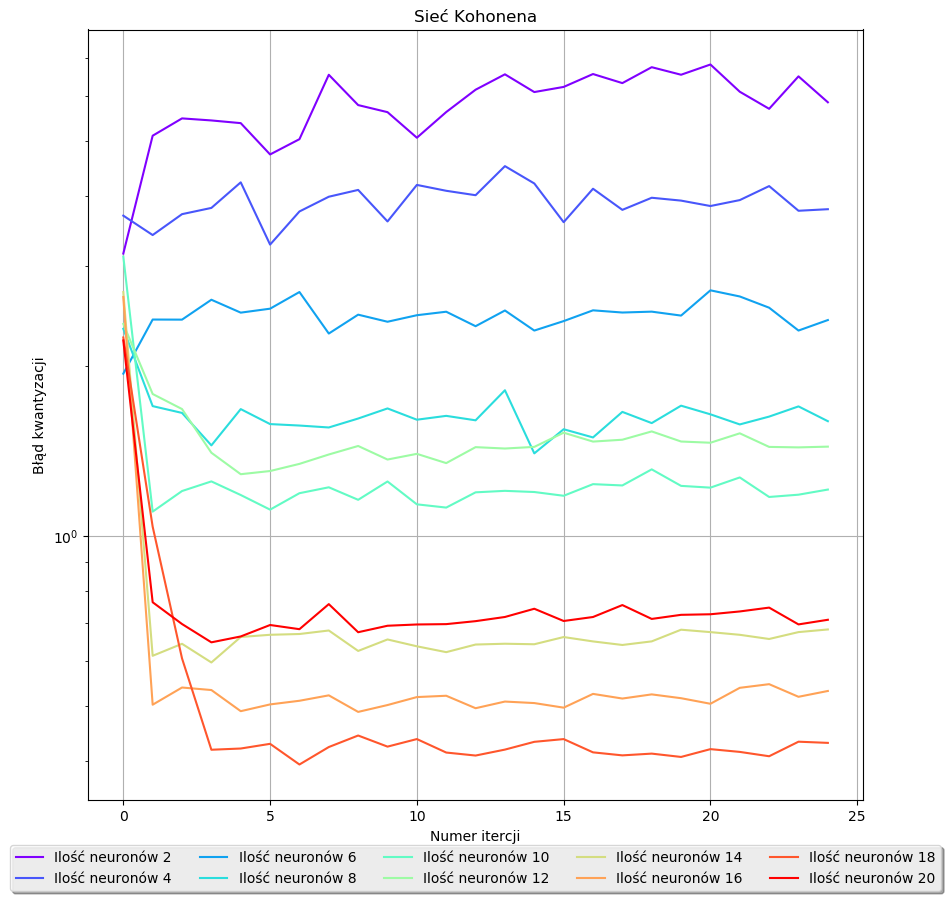 Sieć Kohonena
Błąd kwantyzacji
10⁰
0 5 10 15 20 25
Numer itercji
Ilość neuronów 2 Ilość neuronów 6 Ilość neuronów 10 Ilość neuronów 14 Ilość neuronów 18
Ilość neuronów 4 Ilość neuronów 8 Ilość neuronów 12 Ilość neuronów 16 Ilość neuronów 20